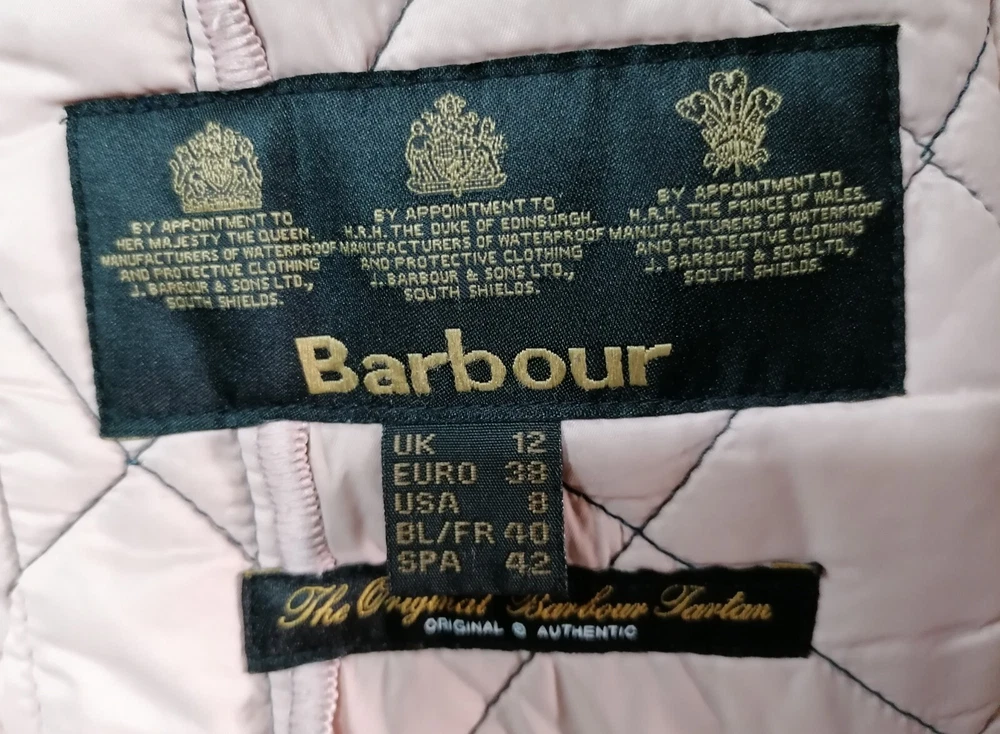 BY APPOINTMENT TO
HER MAJESTY THE QUEEN.
MANUFACTURERS OF WATERPROOF
AND PROTECTIVE CLOTHING
J. BARBOUR & SONS LTD.,
SOUTH SHIELDS.
BY APPOINTMENT TO
H.R.H. THE DUKE OF EDINBURGH.
MANUFACTURERS OF WATERPROOF
AND PROTECTIVE CLOTHING
J. BARBOUR & SONS LTD.,
SOUTH SHIELDS.
BY APPOINTMENT TO
H.R.H. THE PRINCE OF WALES.
MANUFACTURERS OF WATERPROOF
AND PROTECTIVE CLOTHING
J. BARBOUR & SONS LTD.,
SOUTH SHIELDS.
Barbour
UK 12
EURO 38
USA 8
BL/FR 40
SPA 42
The Original Barbour Tartan
ORIGINAL & AUTHENTIC